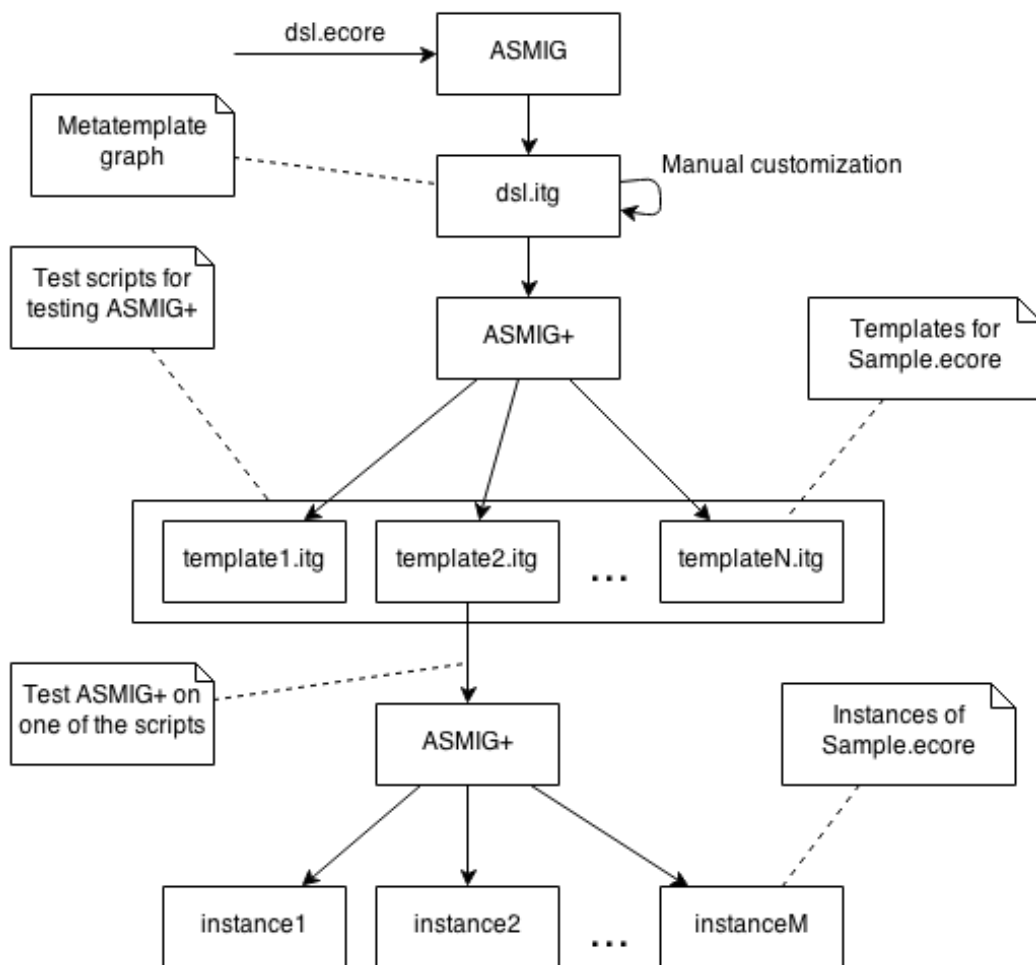 dsl.ecore
ASMIG
Metatemplate
graph
Manual customization
dsl.itg
Test scripts for
testing ASMIG+
ASMIG+
Templates for
Sample.ecore
template1.itg
template2.itg
...
templateN.itg
Test ASMIG+ on
one of the scripts
ASMIG+
Instances of
Sample.ecore
instance1
instance2
...
instanceM